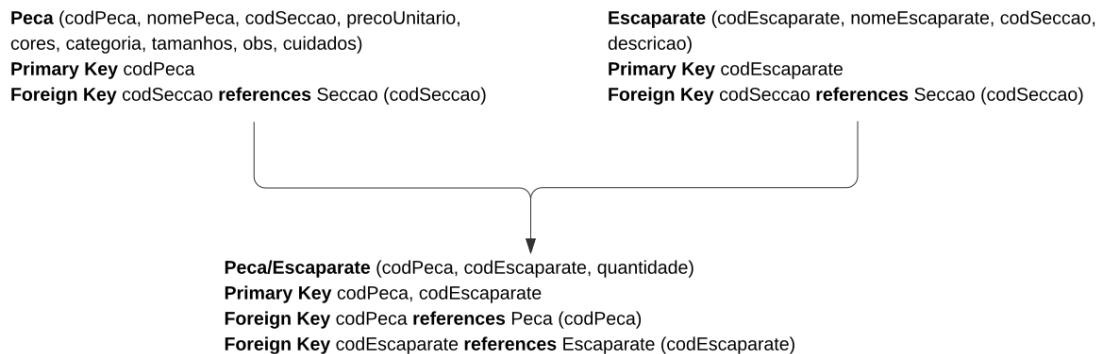 Peca (codPeca, nomePeca, codSeccao, precoUnitario,
cores, categoria, tamanhos, obs, cuidados)
Primary Key codPeca
Foreign Key codSeccao references Seccao (codSeccao)
Escaparate (codEscaparate, nomeEscaparate, codSeccao,
descricao)
Primary Key codEscaparate
Foreign Key codSeccao references Seccao (codSeccao)
Peca/Escaparate (codPeca, codEscaparate, quantidade)
Primary Key codPeca, codEscaparate
Foreign Key codPeca references Peca (codPeca)
Foreign Key codEscaparate references Escaparate (codEscaparate)